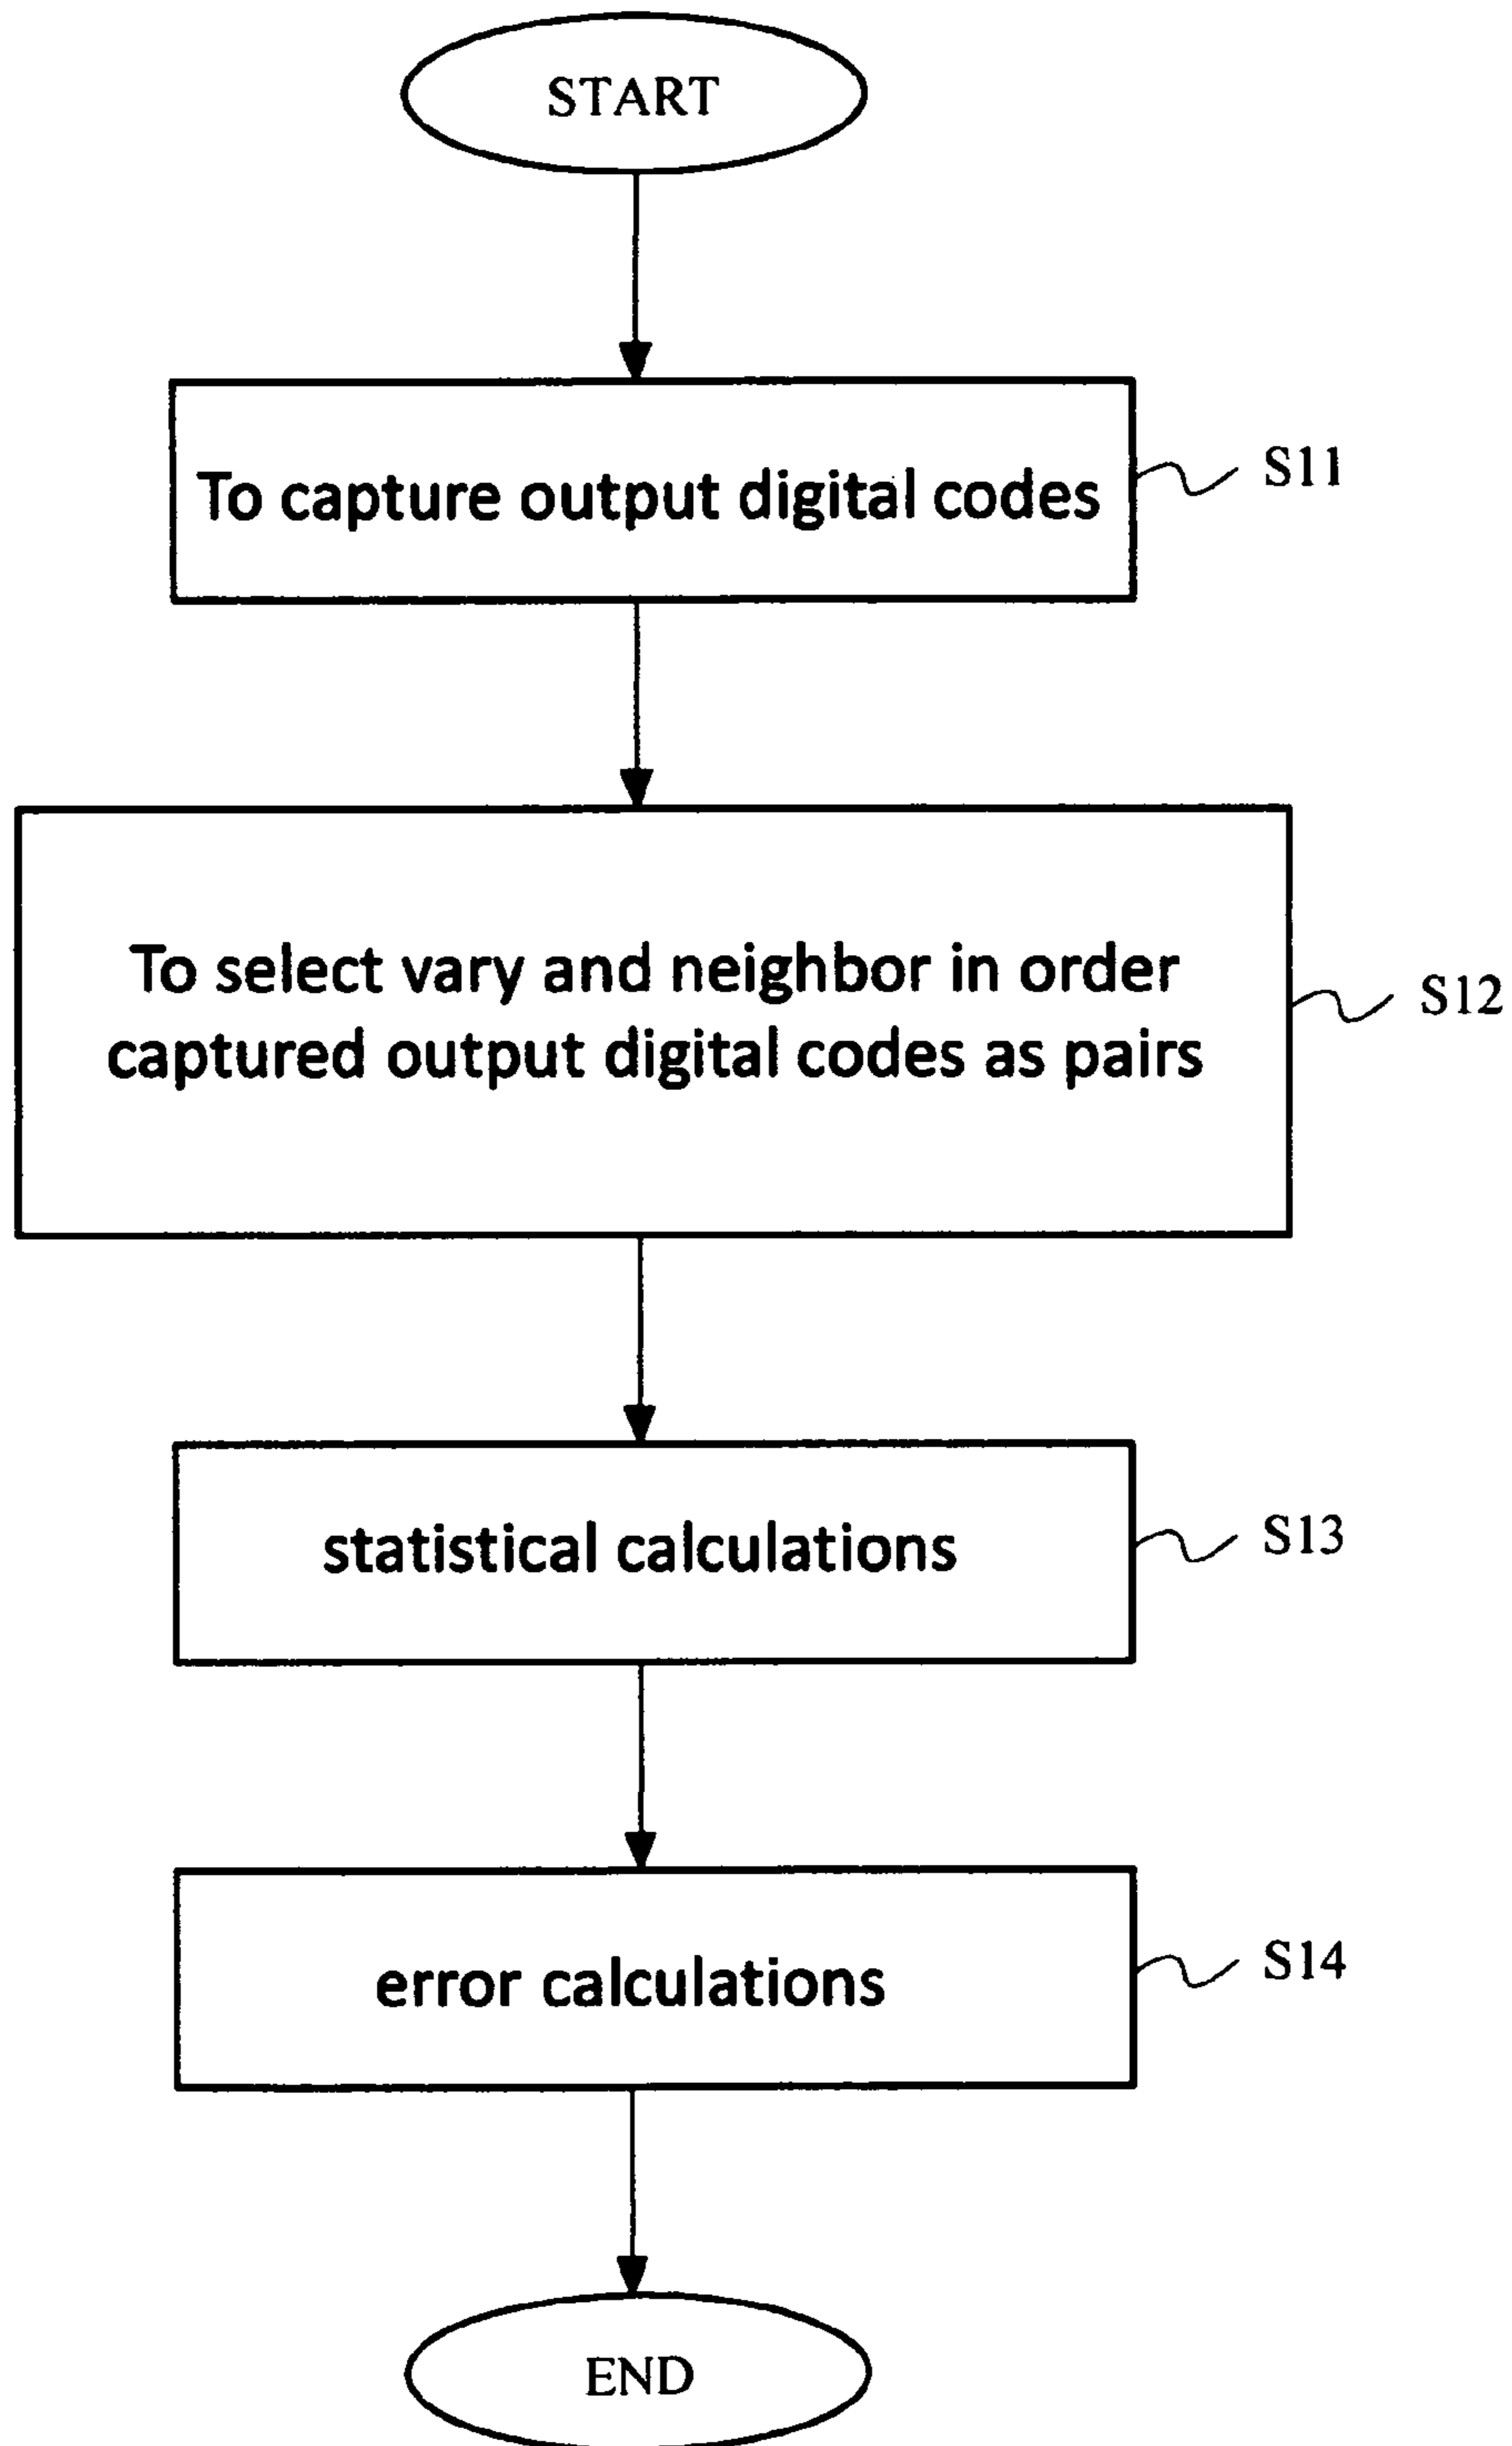 START
To capture output digital codes
S11
To select vary and neighbor in order
captured output digital codes as pairs
S12
statistical calculations
S13
error calculations
S14
END